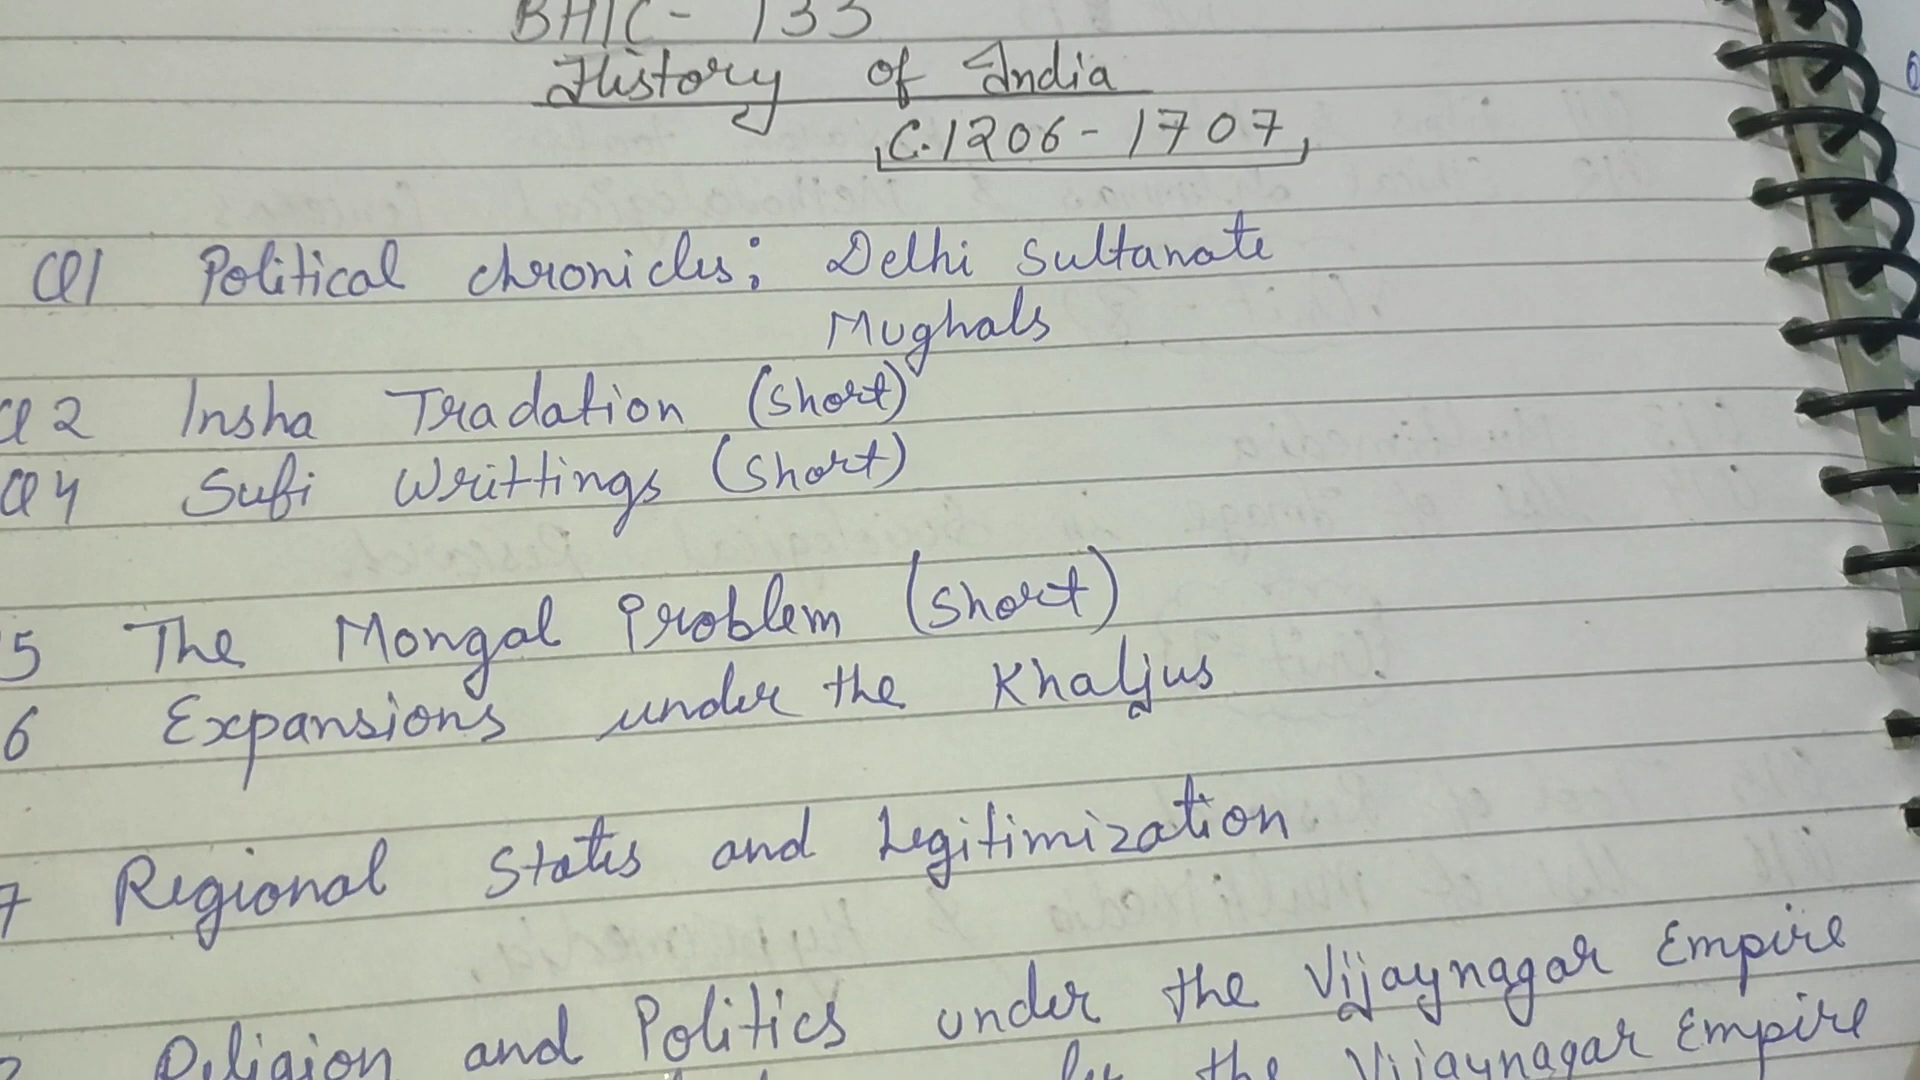 BHIC - 133
History of India
C.1206 - 1707
Q1 Political chronicles; Delhi Sultanate
Mughals
Q2 Insha Tradation (short)
Q4 Sufi Writtings (short)
5 The Mongal Problem (short)
6 Expansions under the Khaljus
7 Regional States and Legitimization
Religion and Politics under the Vijaynagar Empire
the Vijaynagar Empire